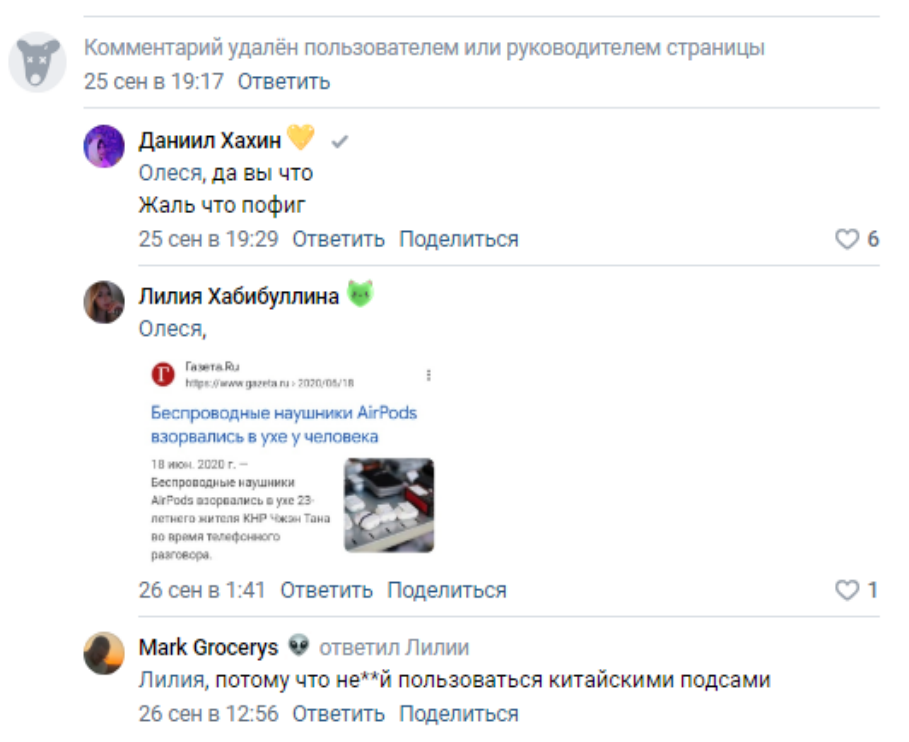 Комментарий удалён пользователем или руководителем страницы
25 сен в 19:17 Ответить
Даниил Хахин
Олеся, да вы что
Жаль что пофиг
25 сен в 19:29 Ответить Поделиться
6
Лилия Хабибуллина
Олеся,
Г
Газета.Ru
https://www.gazeta.ru › 2020/06/18
Беспроводные наушники AirPods
взорвались в ухе у человека
18 июн. 2020 г. —
Беспроводные наушники
AirPods взорвались в ухе 23-
летнего жителя КНР Чжэн Тана
во время телефонного
разговора.
26 сен в 1:41 Ответить Поделиться
1
Mark Grocerys ответил Лилии
Лилия, потому что не**й пользоваться китайскими подсами
26 сен в 12:56 Ответить Поделиться